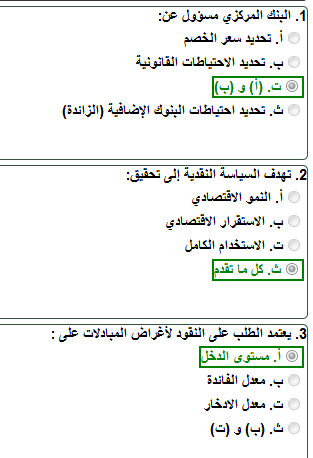 1. البنك المركزي مسؤول عن:
أ. تحديد سعر الخصم
ب. تحديد الاحتياطات القانونية
ت. (أ) و (ب)
ث. تحديد احتياطات البنوك الإضافية (الزائدة)
2. تهدف السياسة النقدية إلى تحقيق:
أ. النمو الاقتصادي
ب. الاستقرار الاقتصادي
ت. الاستخدام الكامل
ث. كل ما تقدم
3. يعتمد الطلب على النقود لأغراض المبادلات على :
أ. مستوى الدخل
ب. معدل الفائدة
ت. معدل الادخار
ث. (ب) و (ت)